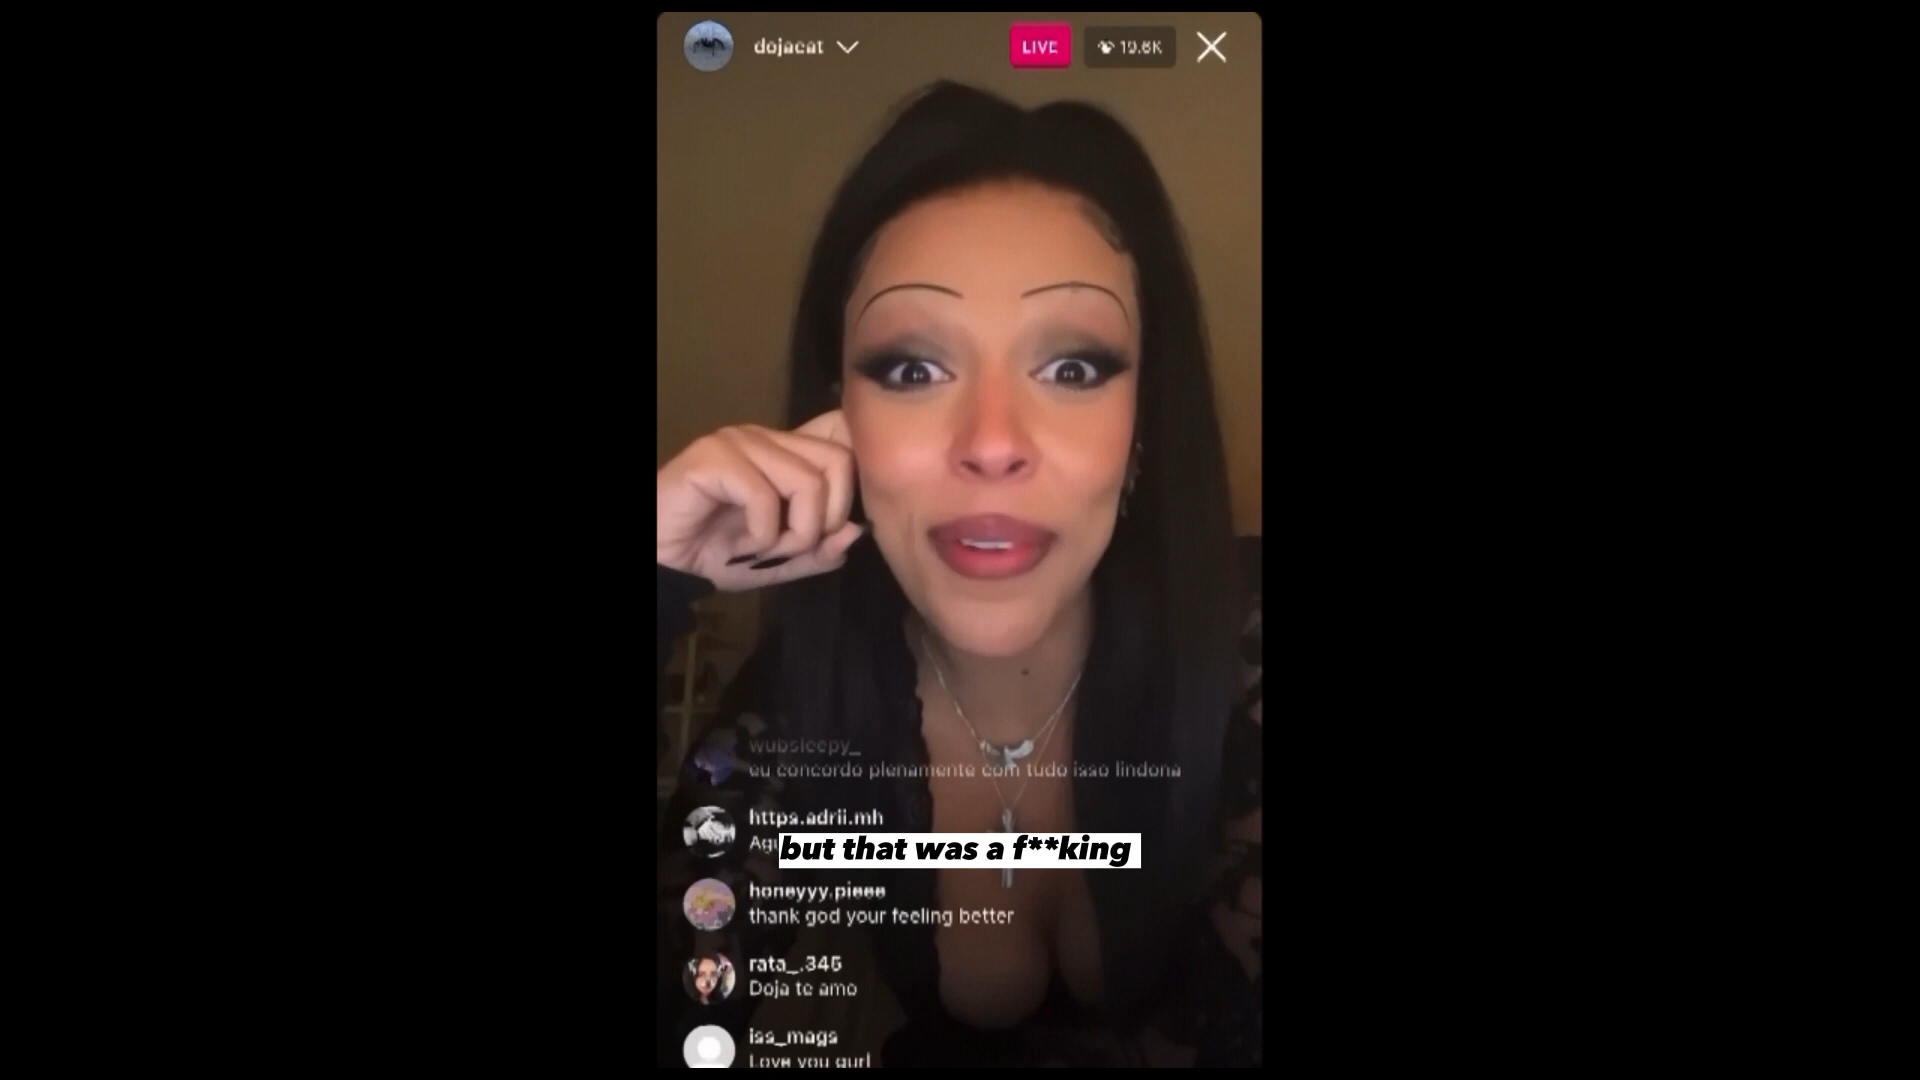 dojacat
LIVE
19.6K
wubsleepy_
eu concordo plenamente com tudo isso lindona
https.adrii.mh
but that was a f**king
honeyyy.pieee
thank god your feeling better
rata_.345
Doja te amo
iss_mags
Love you gurl